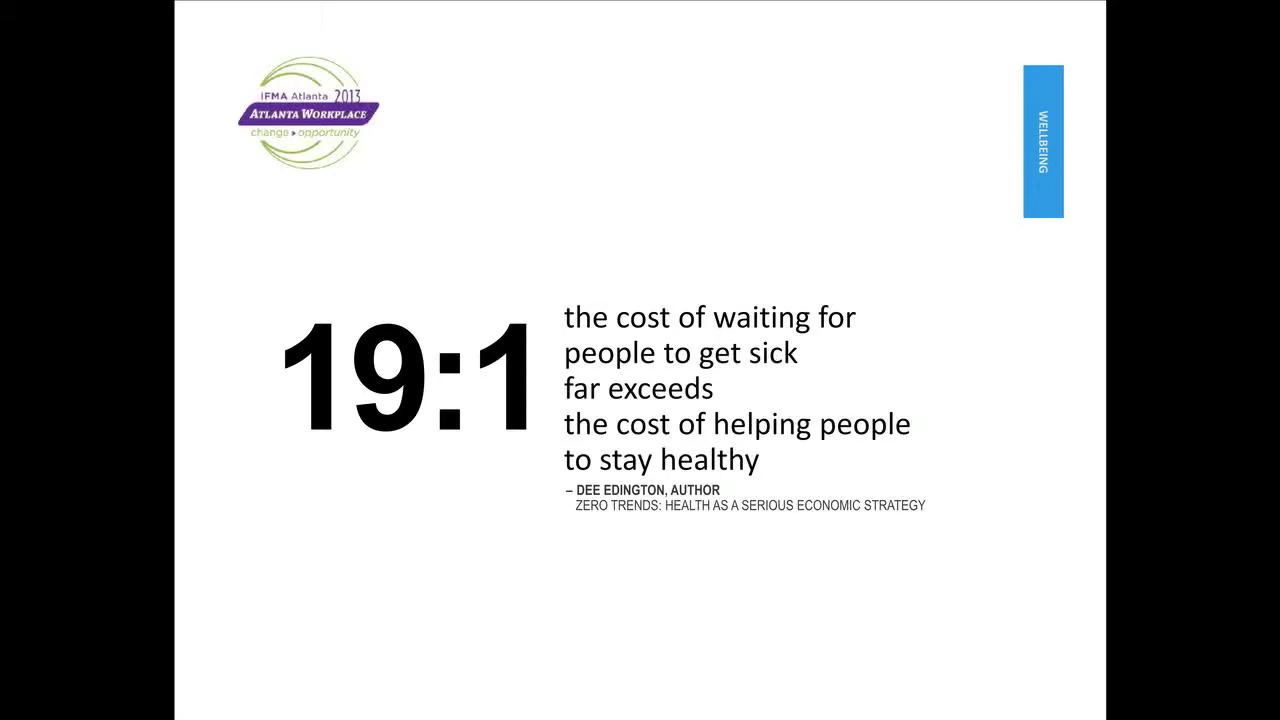 IFMA Atlanta 2013
ATLANTA WORKPLACE
change▸opportunity
WELLBEING
19:1
the cost of waiting for
people to get sick
far exceeds
the cost of helping people
to stay healthy
– DEE EDINGTON, AUTHOR
ZERO TRENDS: HEALTH AS A SERIOUS ECONOMIC STRATEGY